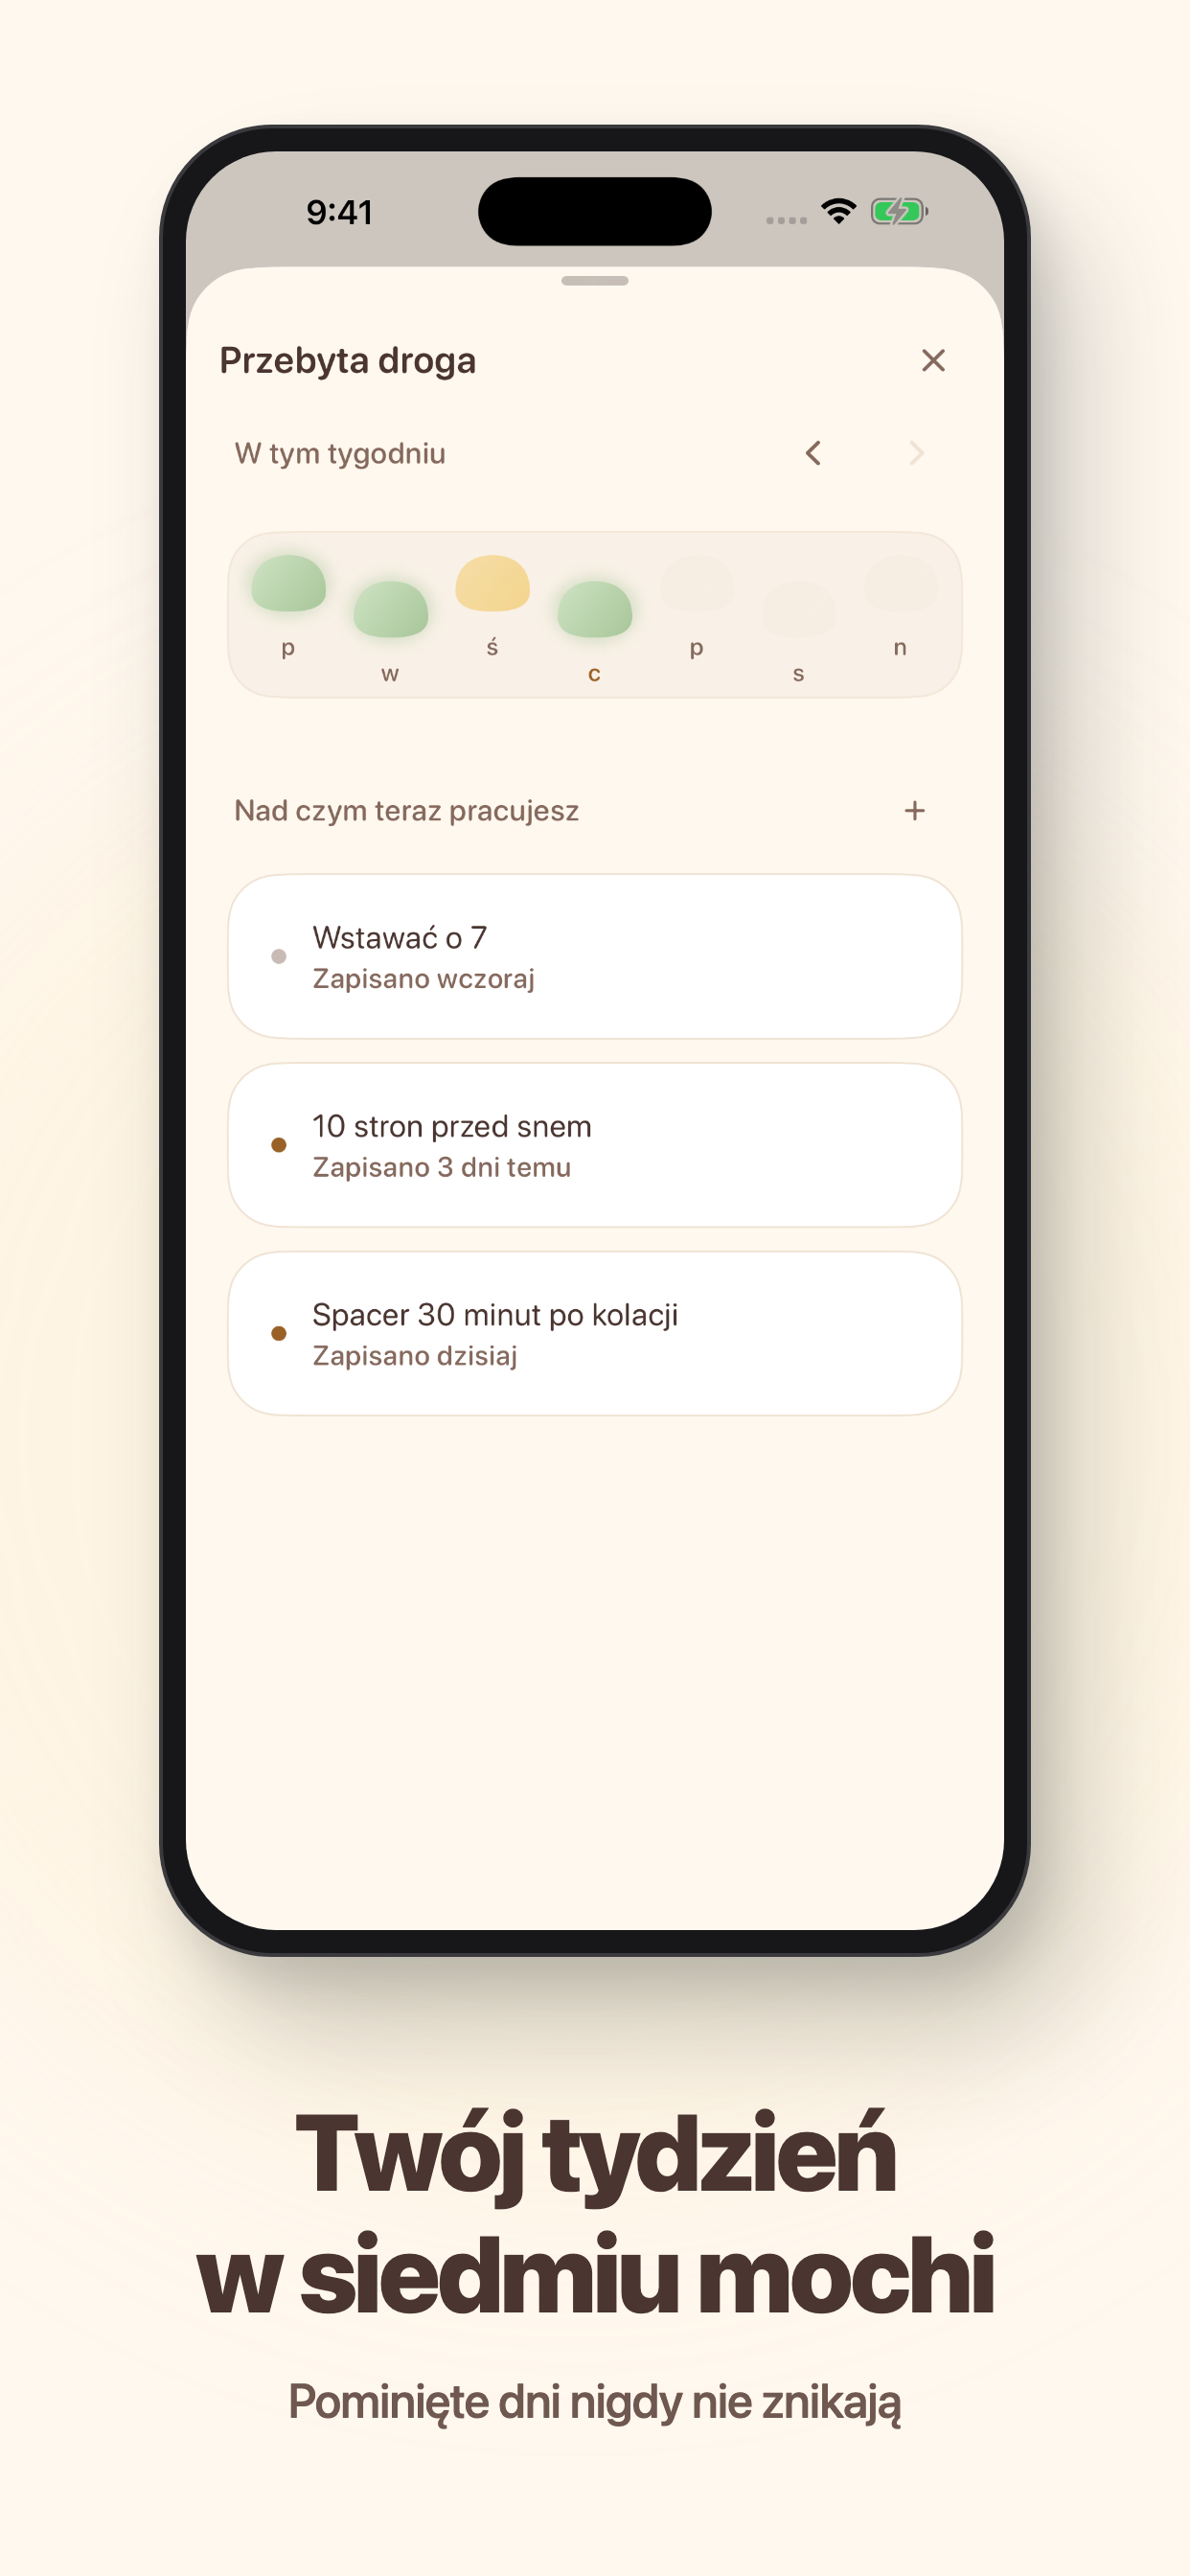 9:41
Przebyta droga
W tym tygodniu
p w ś c p s n
Nad czym teraz pracujesz
Wstawać o 7
Zapisano wczoraj
10 stron przed snem
Zapisano 3 dni temu
Spacer 30 minut po kolacji
Zapisano dzisiaj
Twój tydzień
w siedmiu mochi
Pominięte dni nigdy nie znikają